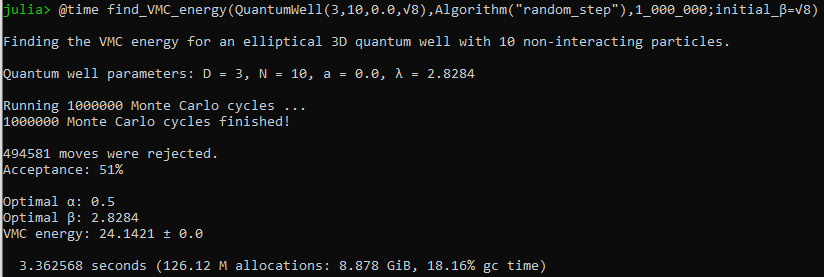 julia> @time find_VMC_energy(QuantumWell(3,10,0.0,√8),Algorithm("random_step"),1_000_000;initial_β=√8)
Finding the VMC energy for an elliptical 3D quantum well with 10 non-interacting particles.
Quantum well parameters: D = 3, N = 10, a = 0.0, λ = 2.8284
Running 1000000 Monte Carlo cycles ...
1000000 Monte Carlo cycles finished!
494581 moves were rejected.
Acceptance: 51%
Optimal α: 0.5
Optimal β: 2.8284
VMC energy: 24.1421 ± 0.0
3.362568 seconds (126.12 M allocations: 8.878 GiB, 18.16% gc time)